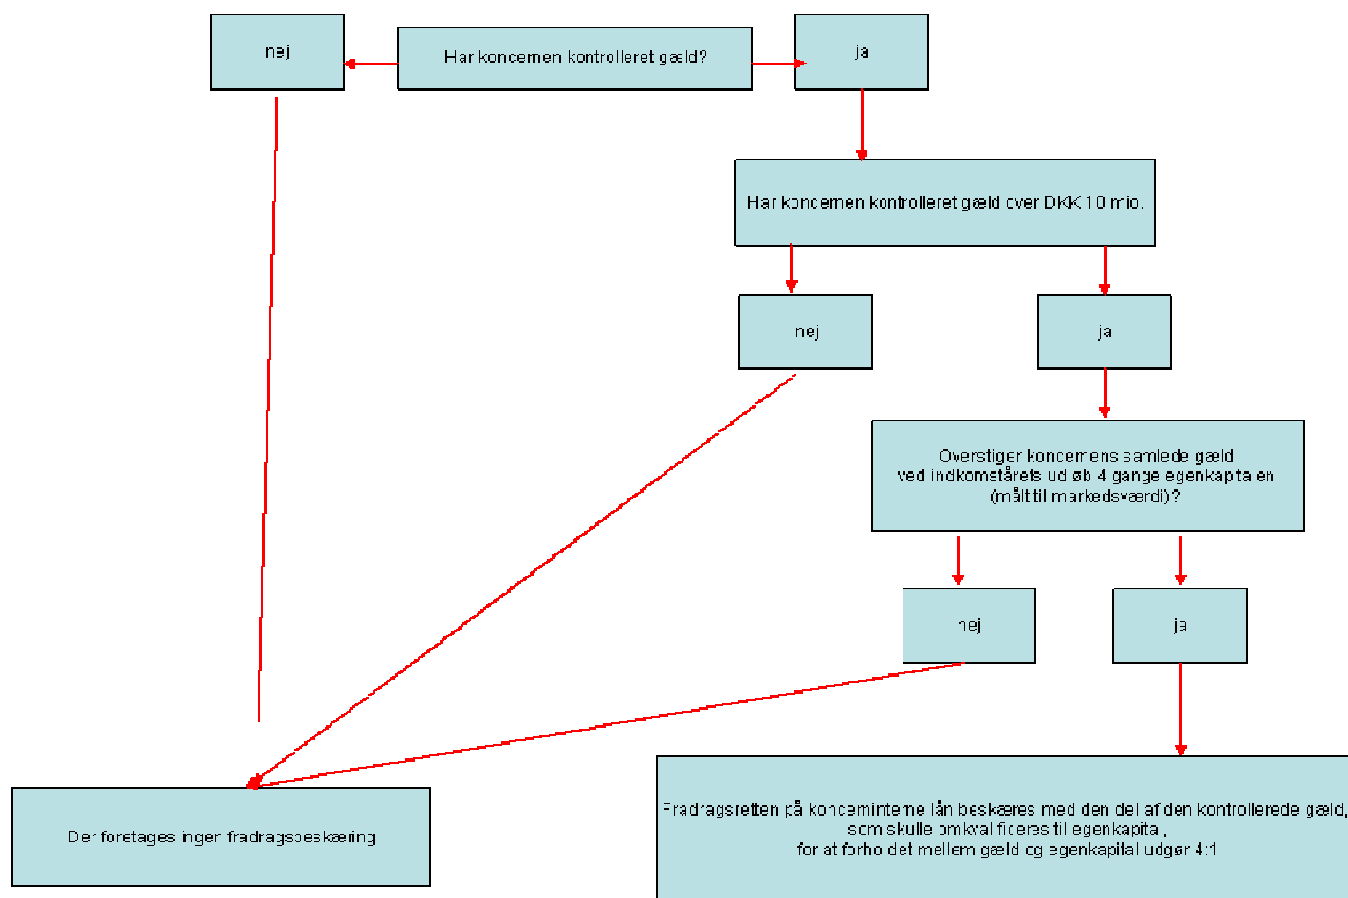 nej
Har koncernen kontrolleret gæld?
ja
Har koncernen kontrolleret gæld over DKK 10 mio.
nej
ja
Overstiger koncernens samlede gæld
ved indkomstårets udløb 4 gange egenkapitalen
(målt til markedsværdi)?
nej
ja
Der foretages ingen fradragsbeskæring
Fradragsretten på koncerninterne lån beskæres med den del af den kontrollerede gæld,
som skulle omkvalificeres til egenkapital,
for at forholdet mellem gæld og egenkapital udgør 4:1